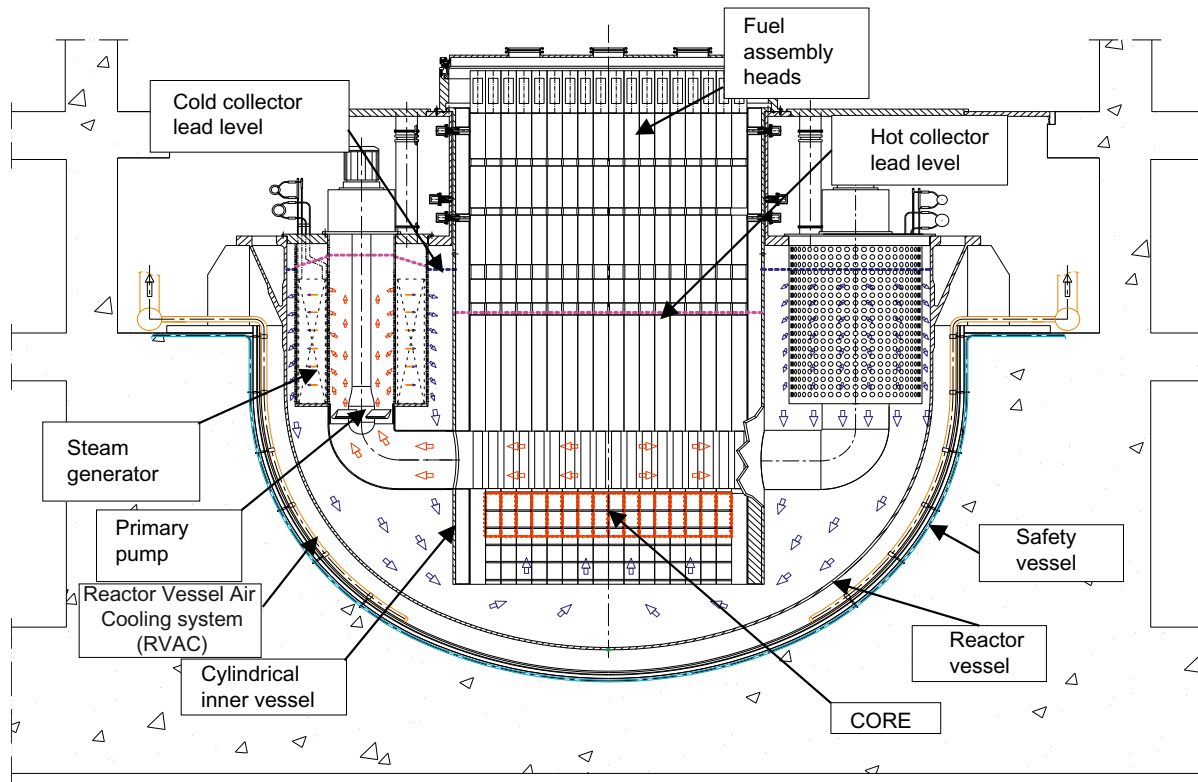 Fuel
assembly
heads
Cold collector
lead level
Hot collector
lead level
Steam
generator
Primary
pump
Reactor Vessel Air
Cooling system
(RVAC)
Cylindrical
inner vessel
Safety
vessel
Reactor
vessel
CORE